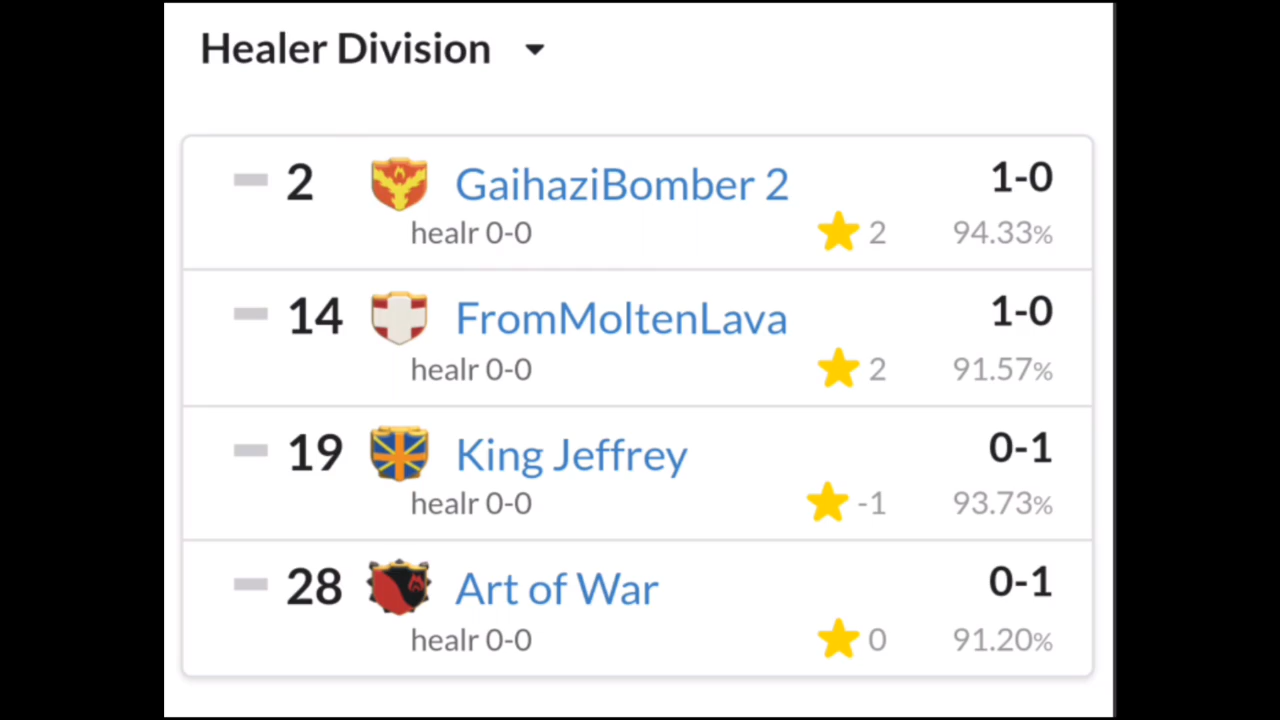 Healer Division
2 GaihaziBomber 2 1-0
healr 0-0 2 94.33%
14 FromMoltenLava 1-0
healr 0-0 2 91.57%
19 King Jeffrey 0-1
healr 0-0 -1 93.73%
28 Art of War 0-1
healr 0-0 0 91.20%